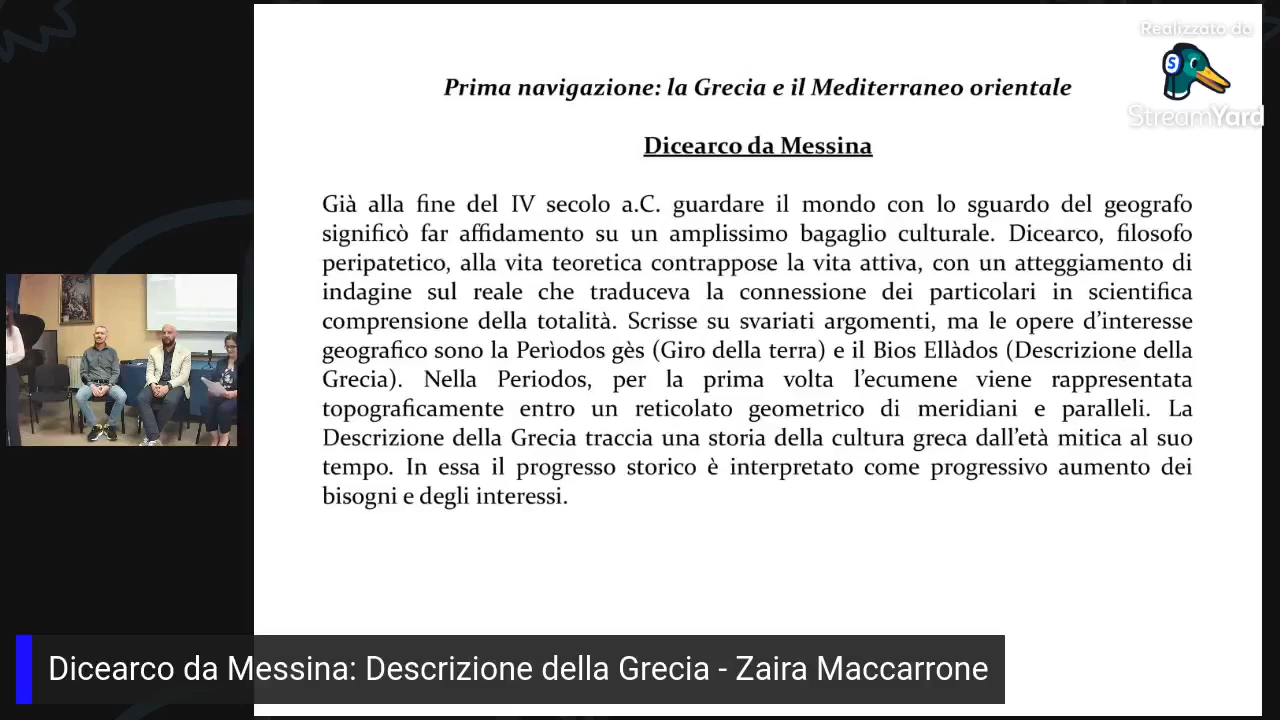 Realizzato da
StreamYard
Prima navigazione: la Grecia e il Mediterraneo orientale
Dicearco da Messina
Già alla fine del IV secolo a.C. guardare il mondo con lo sguardo del geografo
significò far affidamento su un amplissimo bagaglio culturale. Dicearco, filosofo
peripatetico, alla vita teoretica contrappose la vita attiva, con un atteggiamento di
indagine sul reale che traduceva la connessione dei particolari in scientifica
comprensione della totalità. Scrisse su svariati argomenti, ma le opere d'interesse
geografico sono la Perìodos gès (Giro della terra) e il Bios Ellàdos (Descrizione della
Grecia). Nella Periodos, per la prima volta l'ecumene viene rappresentata
topograficamente entro un reticolato geometrico di meridiani e paralleli. La
Descrizione della Grecia traccia una storia della cultura greca dall'età mitica al suo
tempo. In essa il progresso storico è interpretato come progressivo aumento dei
bisogni e degli interessi.
Dicearco da Messina: Descrizione della Grecia - Zaira Maccarrone